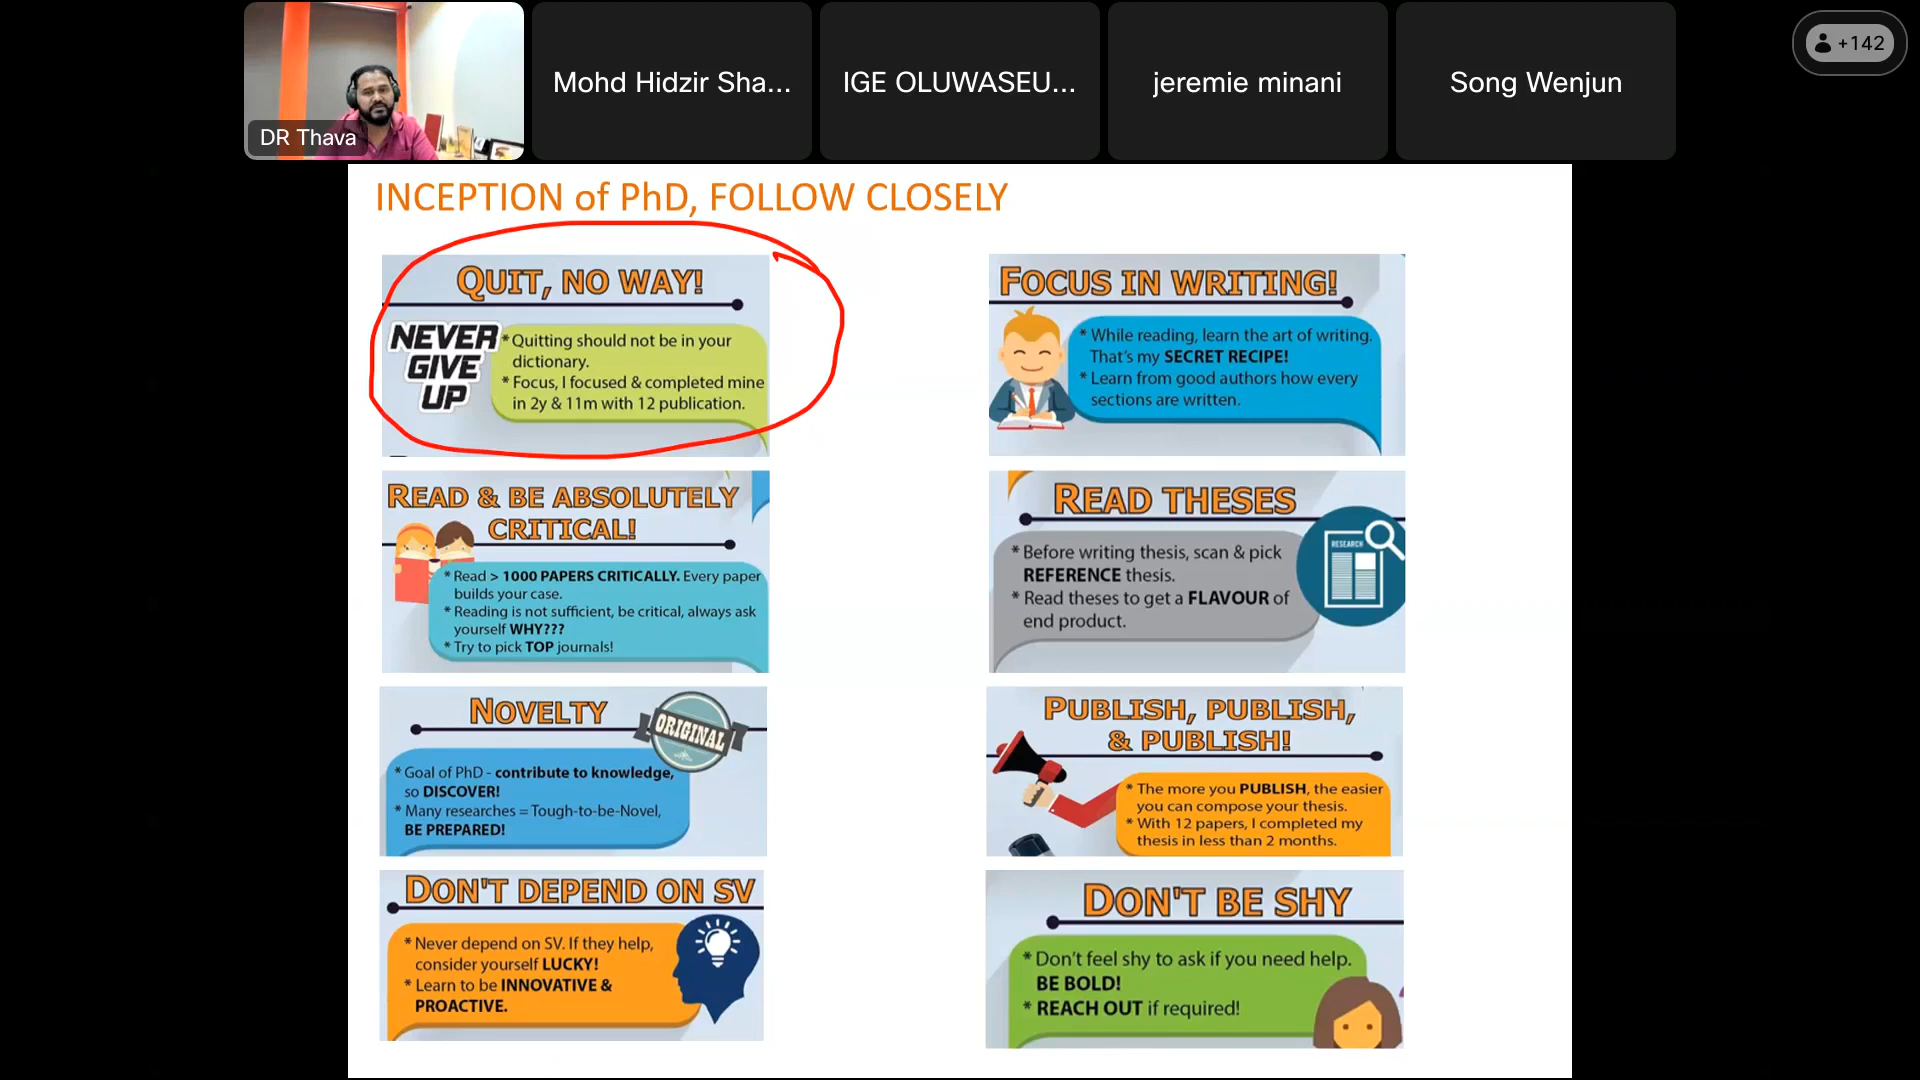 DR Thava
Mohd Hidzir Sha...
IGE OLUWASEU...
jeremie minani
Song Wenjun
+142
INCEPTION of PhD, FOLLOW CLOSELY
QUIT, NO WAY!
NEVER
GIVE
UP
* Quitting should not be in your
dictionary.
* Focus, I focused & completed mine
in 2y & 11m with 12 publication.
FOCUS IN WRITING!
* While reading, learn the art of writing.
That's my SECRET RECIPE!
* Learn from good authors how every
sections are written.
READ & BE ABSOLUTELY
CRITICAL!
* Read > 1000 PAPERS CRITICALLY. Every paper
builds your case.
* Reading is not sufficient, be critical, always ask
yourself WHY???
* Try to pick TOP journals!
READ THESES
* Before writing thesis, scan & pick
REFERENCE thesis.
* Read theses to get a FLAVOUR of
end product.
RESEARCH
NOVELTY
ORIGINAL
* Goal of PhD - contribute to knowledge,
so DISCOVER!
* Many researches = Tough-to-be-Novel,
BE PREPARED!
PUBLISH, PUBLISH,
& PUBLISH!
* The more you PUBLISH, the easier
you can compose your thesis.
* With 12 papers, I completed my
thesis in less than 2 months.
DON'T DEPEND ON SV
* Never depend on SV. If they help,
consider yourself LUCKY!
* Learn to be INNOVATIVE &
PROACTIVE.
DON'T BE SHY
* Don't feel shy to ask if you need help.
BE BOLD!
* REACH OUT if required!